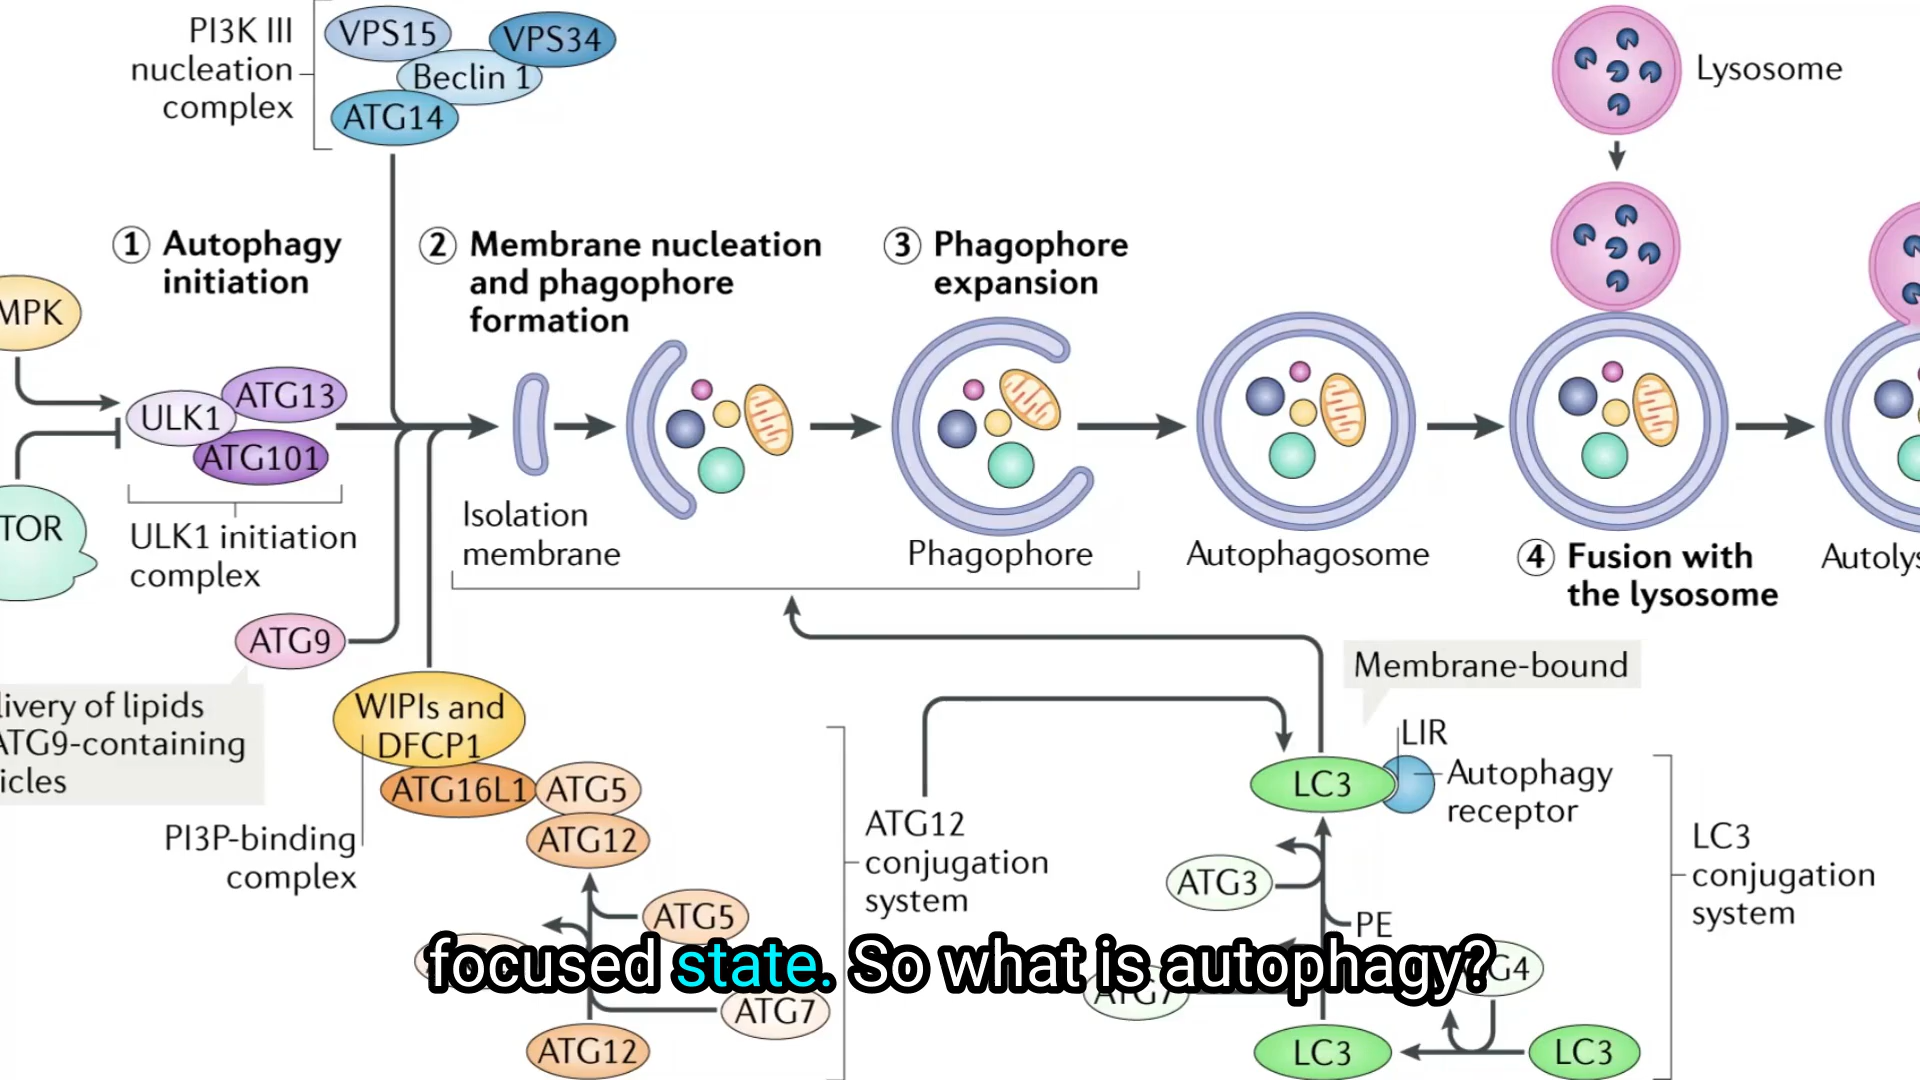 PI3K III
nucleation
complex
VPS15
VPS34
Beclin 1
ATG14
Lysosome
① Autophagy
initiation
② Membrane nucleation
and phagophore
formation
③ Phagophore
expansion
MPK
ULK1
ATG13
ATG101
TOR
ULK1 initiation
complex
Isolation
membrane
Phagophore
Autophagosome
④ Fusion with
the lysosome
Autolys
ATG9
livery of lipids
ATG9-containing
icles
WIPIs and
DFCP1
ATG16L1
ATG5
ATG12
PI3P-binding
complex
ATG5
ATG7
ATG12
ATG12
conjugation
system
Membrane-bound
LIR
LC3
Autophagy
receptor
ATG3
PE
ATG7
G4
LC3
LC3
LC3
conjugation
system
focused state. So what is autophagy?